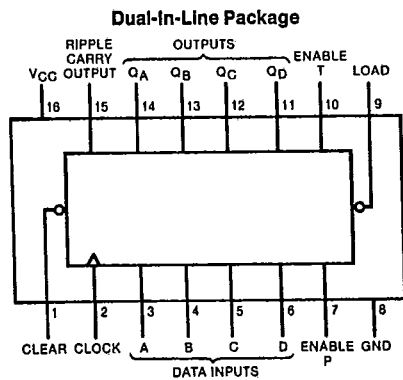 Dual-In-Line Package
RIPPLE
CARRY
OUTPUT
OUTPUTS
ENABLE
T
LOAD
VCC
QA
QB
QC
QD
16 15 14 13 12 11 10 9
1 2 3 4 5 6 7 8
CLEAR CLOCK A B C D ENABLE P GND
DATA INPUTS